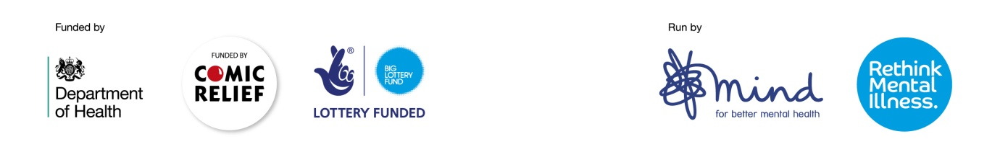 Funded by
Department
of Health
FUNDED BY
COMIC
RELIEF
®
BIG
LOTTERY
FUND
LOTTERY FUNDED
Run by
mind
for better mental health
Rethink
Mental
Illness.